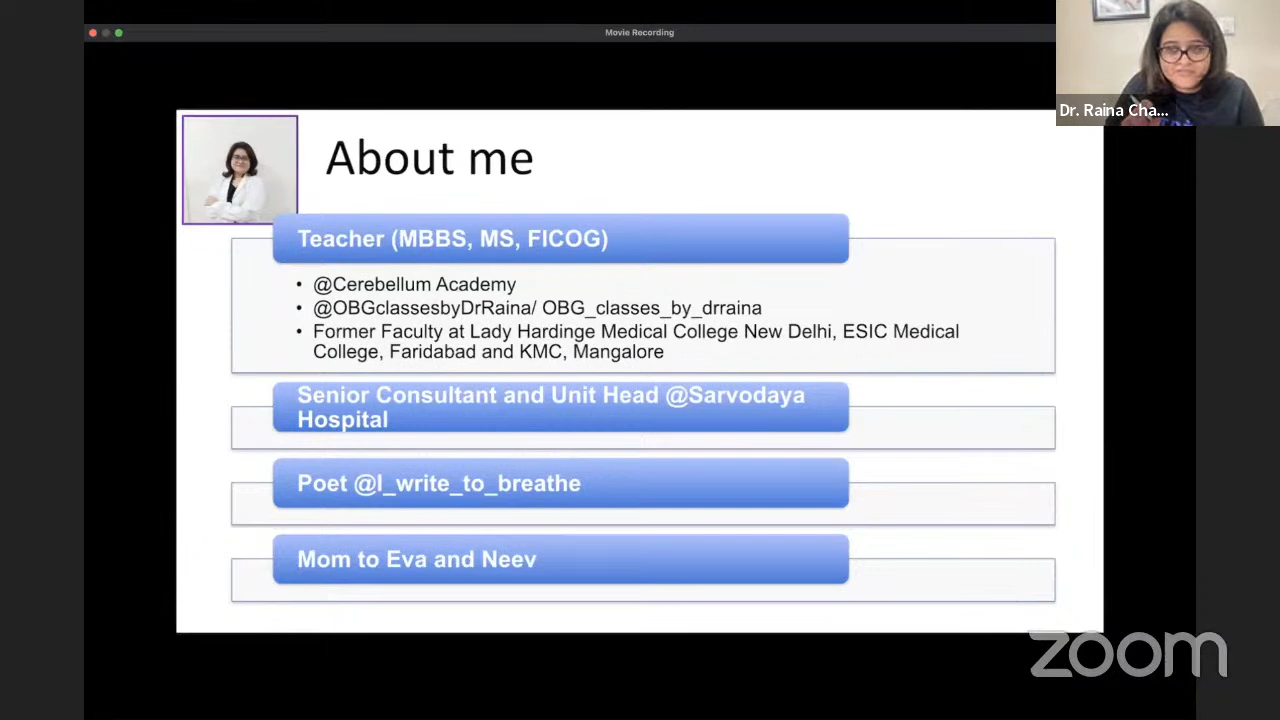 Movie Recording
Dr. Raina Cha...
About me
Teacher (MBBS, MS, FICOG)
• @Cerebellum Academy
• @OBGclassesbyDrRaina/ OBG_classes_by_drraina
• Former Faculty at Lady Hardinge Medical College New Delhi, ESIC Medical
College, Faridabad and KMC, Mangalore
Senior Consultant and Unit Head @Sarvodaya
Hospital
Poet @I_write_to_breathe
Mom to Eva and Neev
zoom